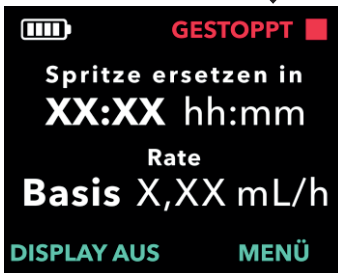 GESTOPPT
Spritze ersetzen in
XX:XX hh:mm
Rate
Basis X,XX mL/h
DISPLAY AUS MENÜ